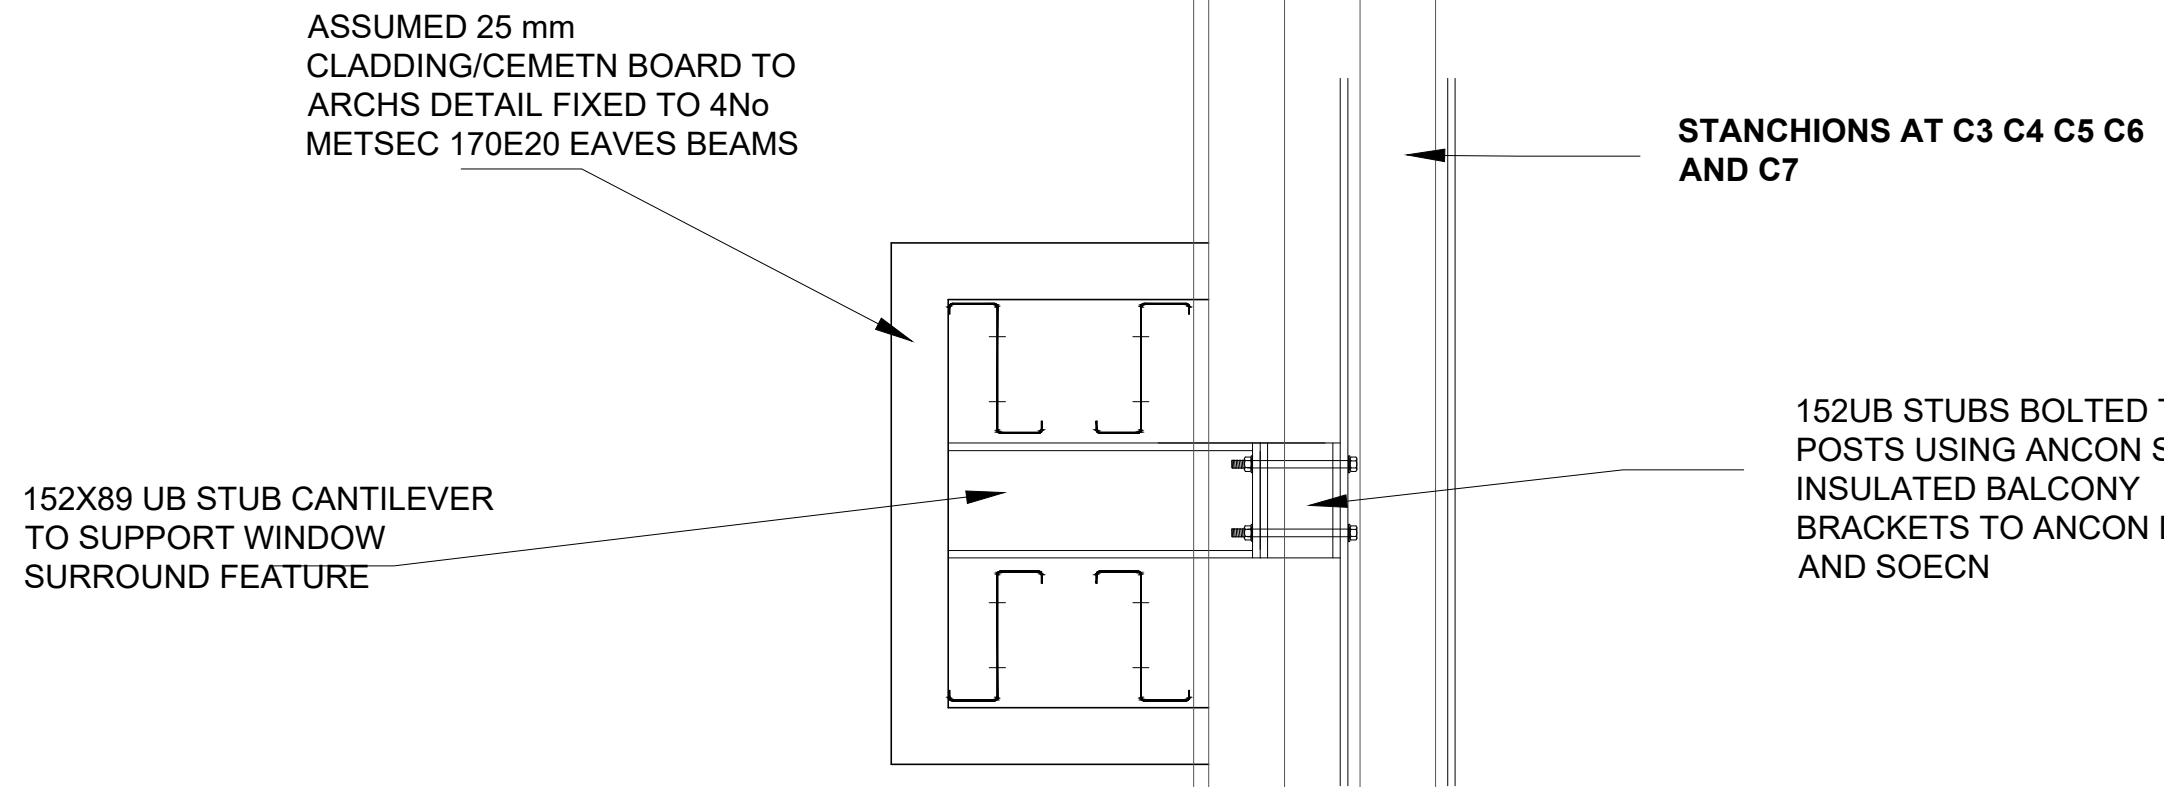 ASSUMED 25 mm
CLADDING/CEMETN BOARD TO
ARCHS DETAIL FIXED TO 4No
METSEC 170E20 EAVES BEAMS
STANCHIONS AT C3 C4 C5 C6
AND C7
152UB STUBS BOLTED
POSTS USING ANCON
INSULATED BALCONY
BRACKETS TO ANCON
AND SOECN
152X89 UB STUB CANTILEVER
TO SUPPORT WINDOW
SURROUND FEATURE